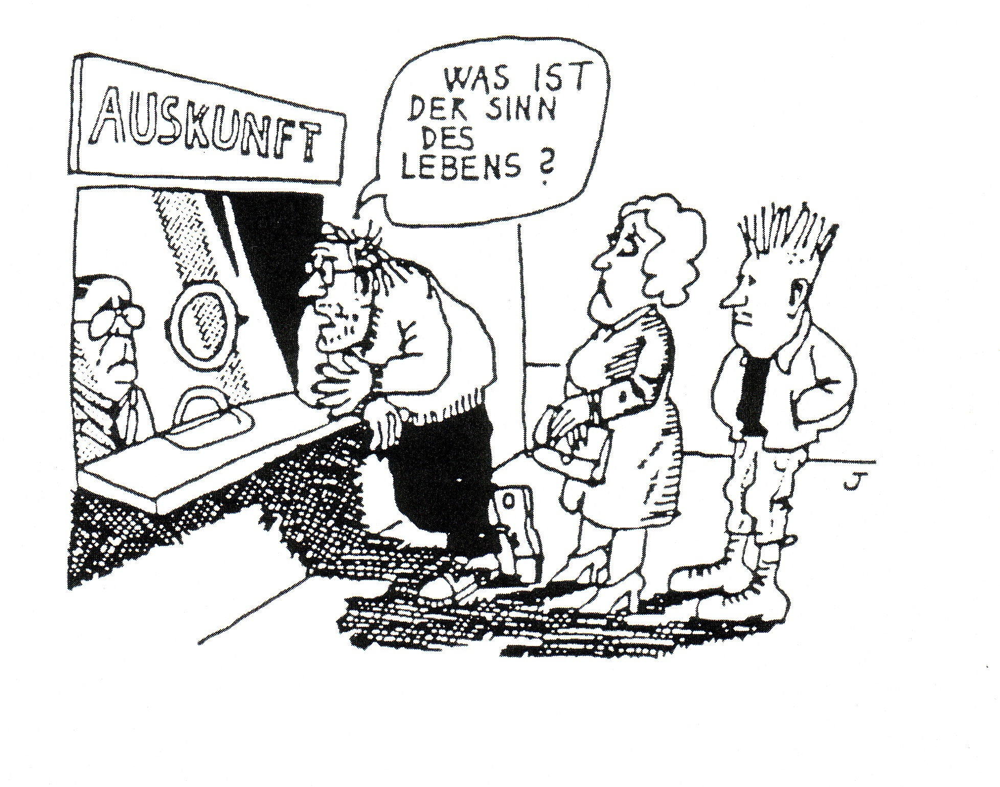 AUSKUNFT
WAS IST
DER SINN
DES
LEBENS ?
J